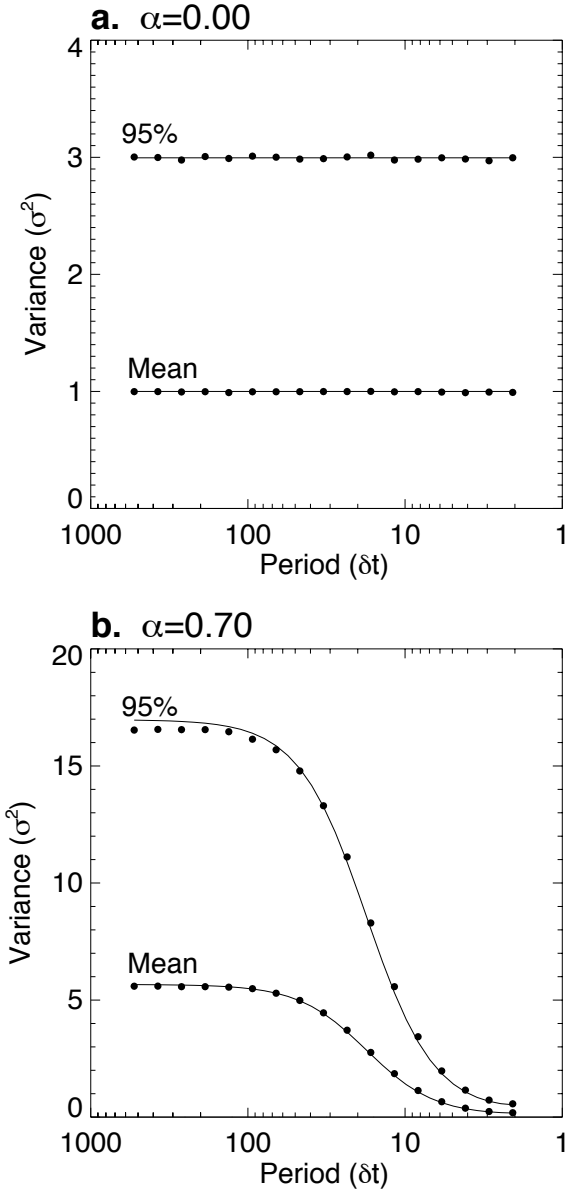 a. α=0.00
4
95%
3
Variance (σ²)
2
Mean
1
0
1000 100 10 1
Period (δt)
b. α=0.70
20
95%
15
Variance (σ²)
10
Mean
5
0
1000 100 10 1
Period (δt)